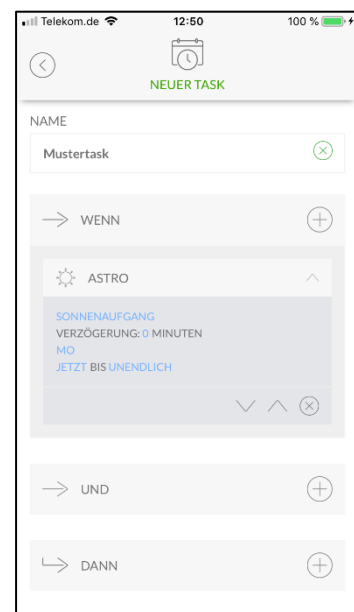 Telekom.de 12:50 100 %
NEUER TASK
NAME
Mustertask
WENN
ASTRO
SONNENAUFGANG
VERZÖGERUNG: 0 MINUTEN
MO
JETZT BIS UNENDLICH
UND
DANN